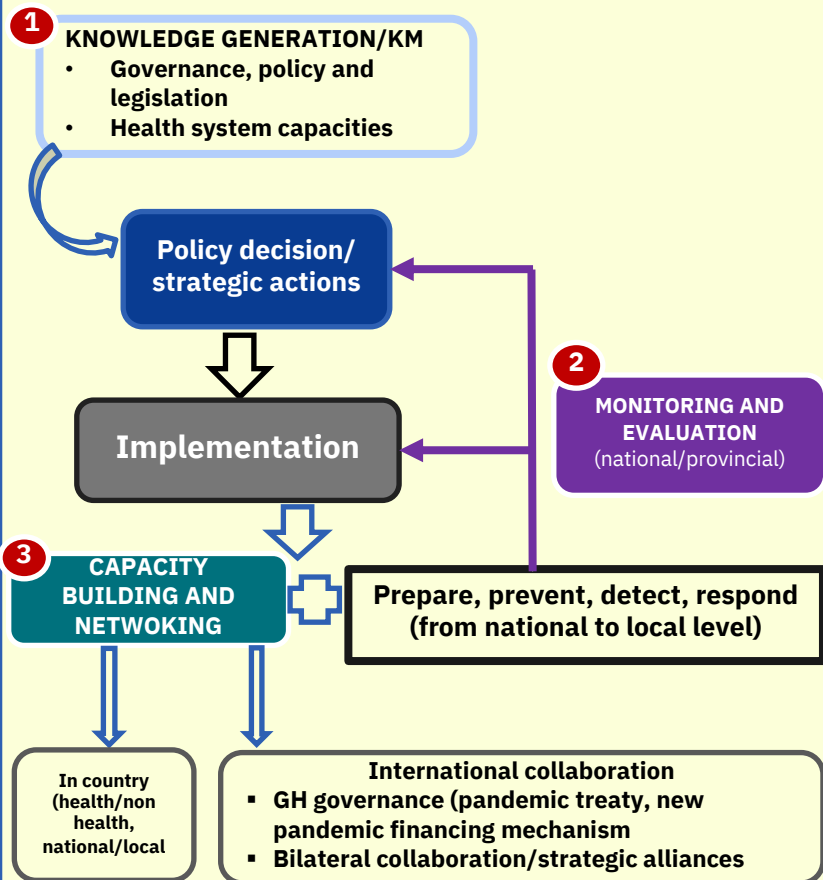 1
KNOWLEDGE GENERATION/KM
• Governance, policy and
legislation
• Health system capacities
Policy decision/
strategic actions
Implementation
2
MONITORING AND
EVALUATION
(national/provincial)
3
CAPACITY
BUILDING AND
NETWOKING
Prepare, prevent, detect, respond
(from national to local level)
In country
(health/non
health,
national/local
International collaboration
▪ GH governance (pandemic treaty, new
pandemic financing mechanism
▪ Bilateral collaboration/strategic alliances